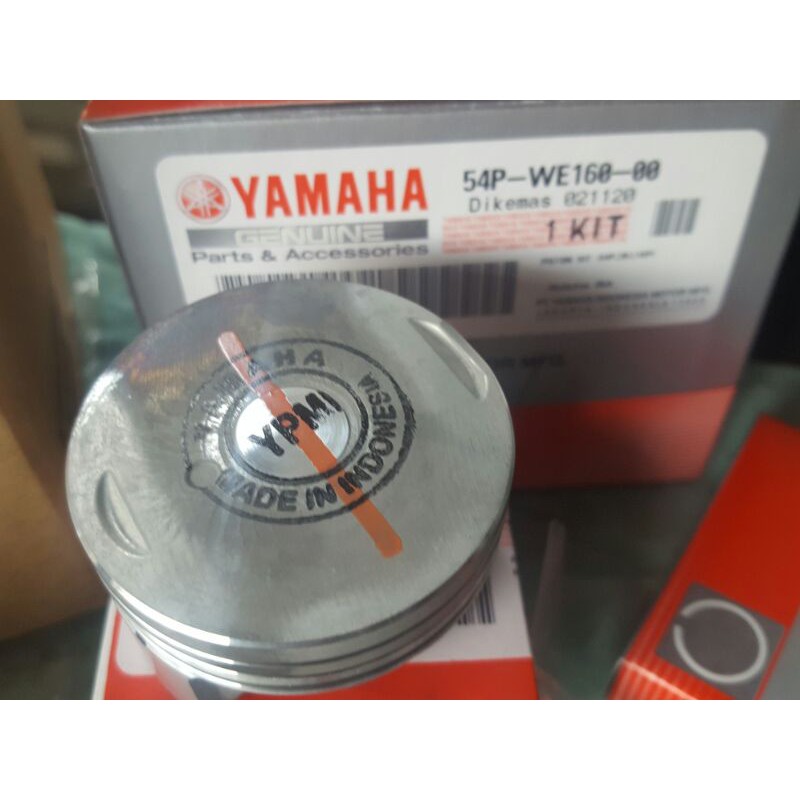 YAMAHA
GENUINE
Parts & Accessories
54P-WE160-00
Dikemas 021120
1 KIT
YAMAHA
YPMI
MADE IN INDONESIA